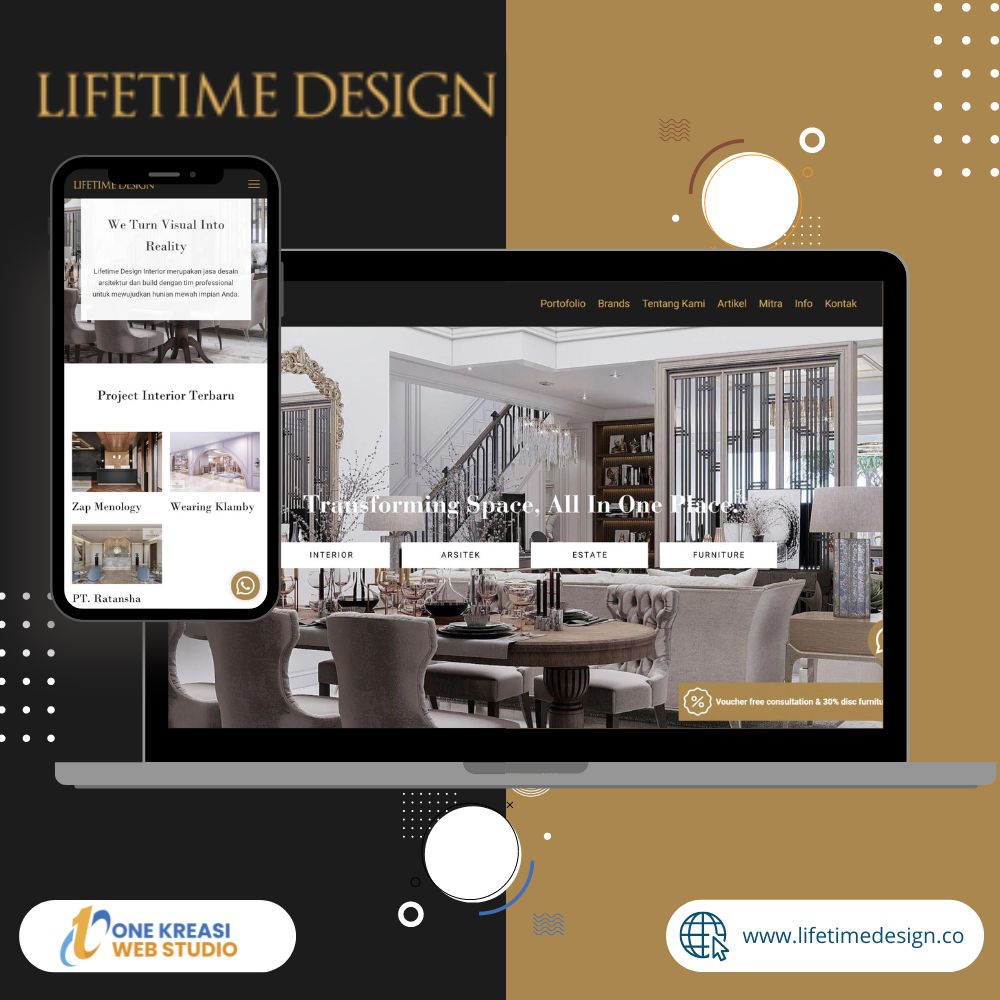 LIFETIME DESIGN
LIFETIME DESIGN
We Turn Visual Into
Reality
Lifetime Design Interior merupakan jasa desain
arsitektur dan build dengan tim professional
untuk mewujudkan hunian mewah impian Anda.
Project Interior Terbaru
Zap Menology
Wearing Klamby
PT. Ratansha
Portofolio Brands Tentang Kami Artikel Mitra Info Kontak
Transforming Space, All In One Place.
INTERIOR ARSITEK ESTATE FURNITURE
% Voucher free consultation & 30% disc furnitu
ONE KREASI
WEB STUDIO
www.lifetimedesign.co